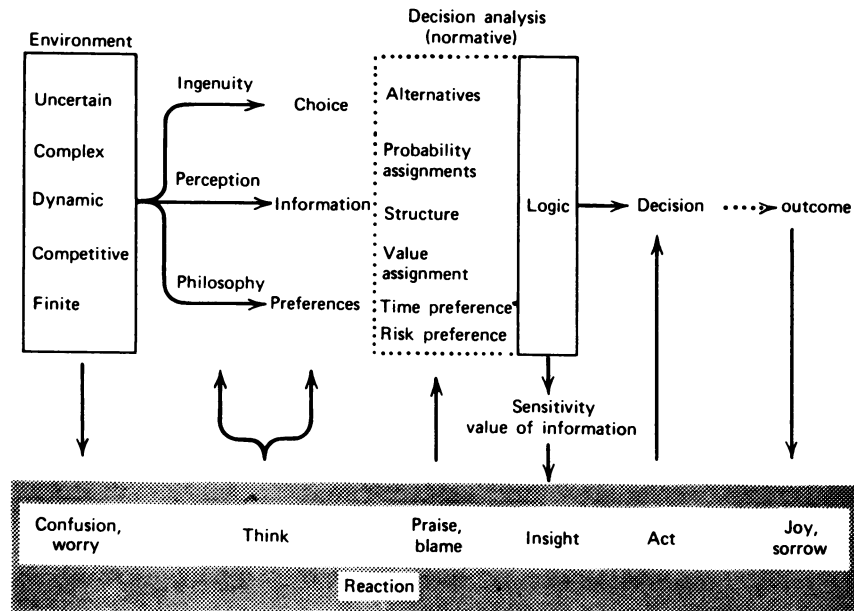 Decision analysis
(normative)
Environment
Uncertain
Complex
Dynamic
Competitive
Finite
Ingenuity
Choice
Perception
Information
Philosophy
Preferences
Alternatives
Probability
assignments
Structure
Value
assignment
Time preference
Risk preference
Logic
Decision
outcome
Sensitivity
value of information
Confusion,
worry
Think
Praise,
blame
Insight
Act
Joy,
sorrow
Reaction